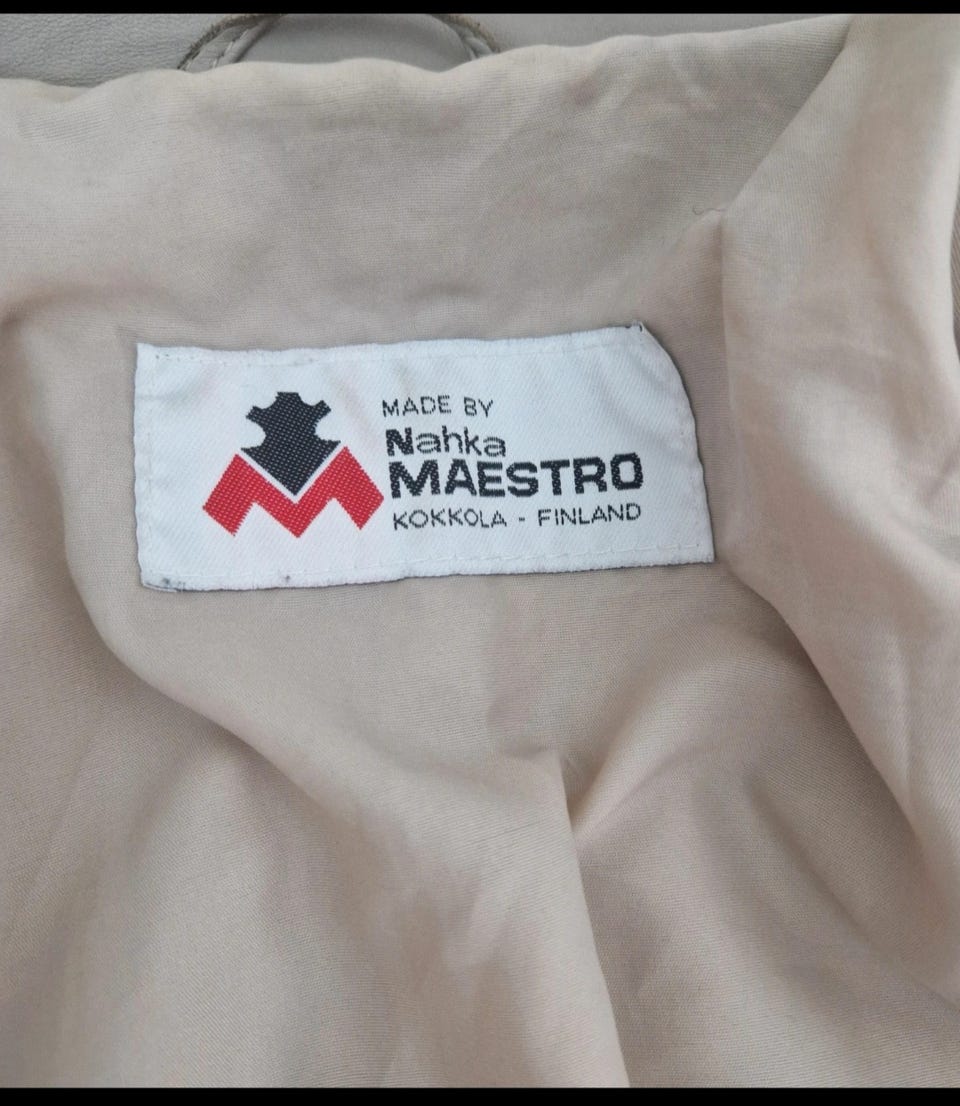 MADE BY
Nahka
MAESTRO
KOKKOLA - FINLAND